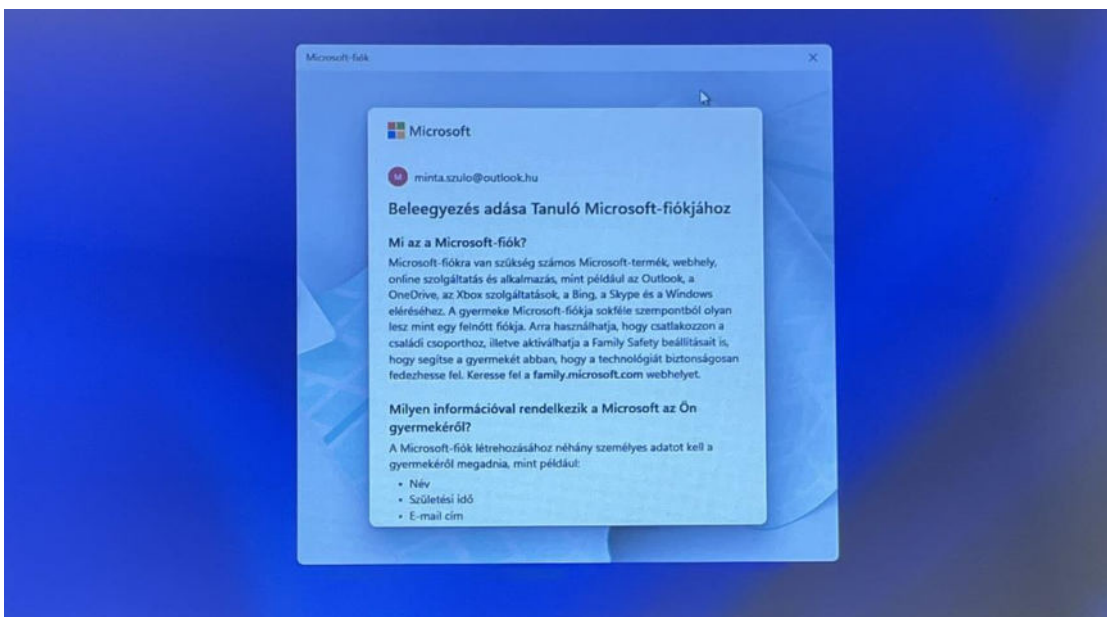 Microsoft-fiók
Microsoft
M
minta.szulo@outlook.hu
Beleegyezés adása Tanuló Microsoft-fiókjához
Mi az a Microsoft-fiók?
Microsoft-fiókra van szükség számos Microsoft-termék, webhely,
online szolgáltatás és alkalmazás, mint például az Outlook, a
OneDrive, az Xbox szolgáltatások, a Bing, a Skype és a Windows
eléréséhez. A gyermeke Microsoft-fiókja sokféle szempontból olyan
lesz mint egy felnőtt fiókja. Arra használhatja, hogy csatlakozzon a
családi csoporthoz, illetve aktiválhatja a Family Safety beállításait is,
hogy segítse a gyermekét abban, hogy a technológiát biztonságosan
fedezhesse fel. Keresse fel a family.microsoft.com webhelyet.
Milyen információval rendelkezik a Microsoft az Ön
gyermekéről?
A Microsoft-fiók létrehozásához néhány személyes adatot kell a
gyermekéről megadnia, mint például:
• Név
• Születési idő
• E-mail cím